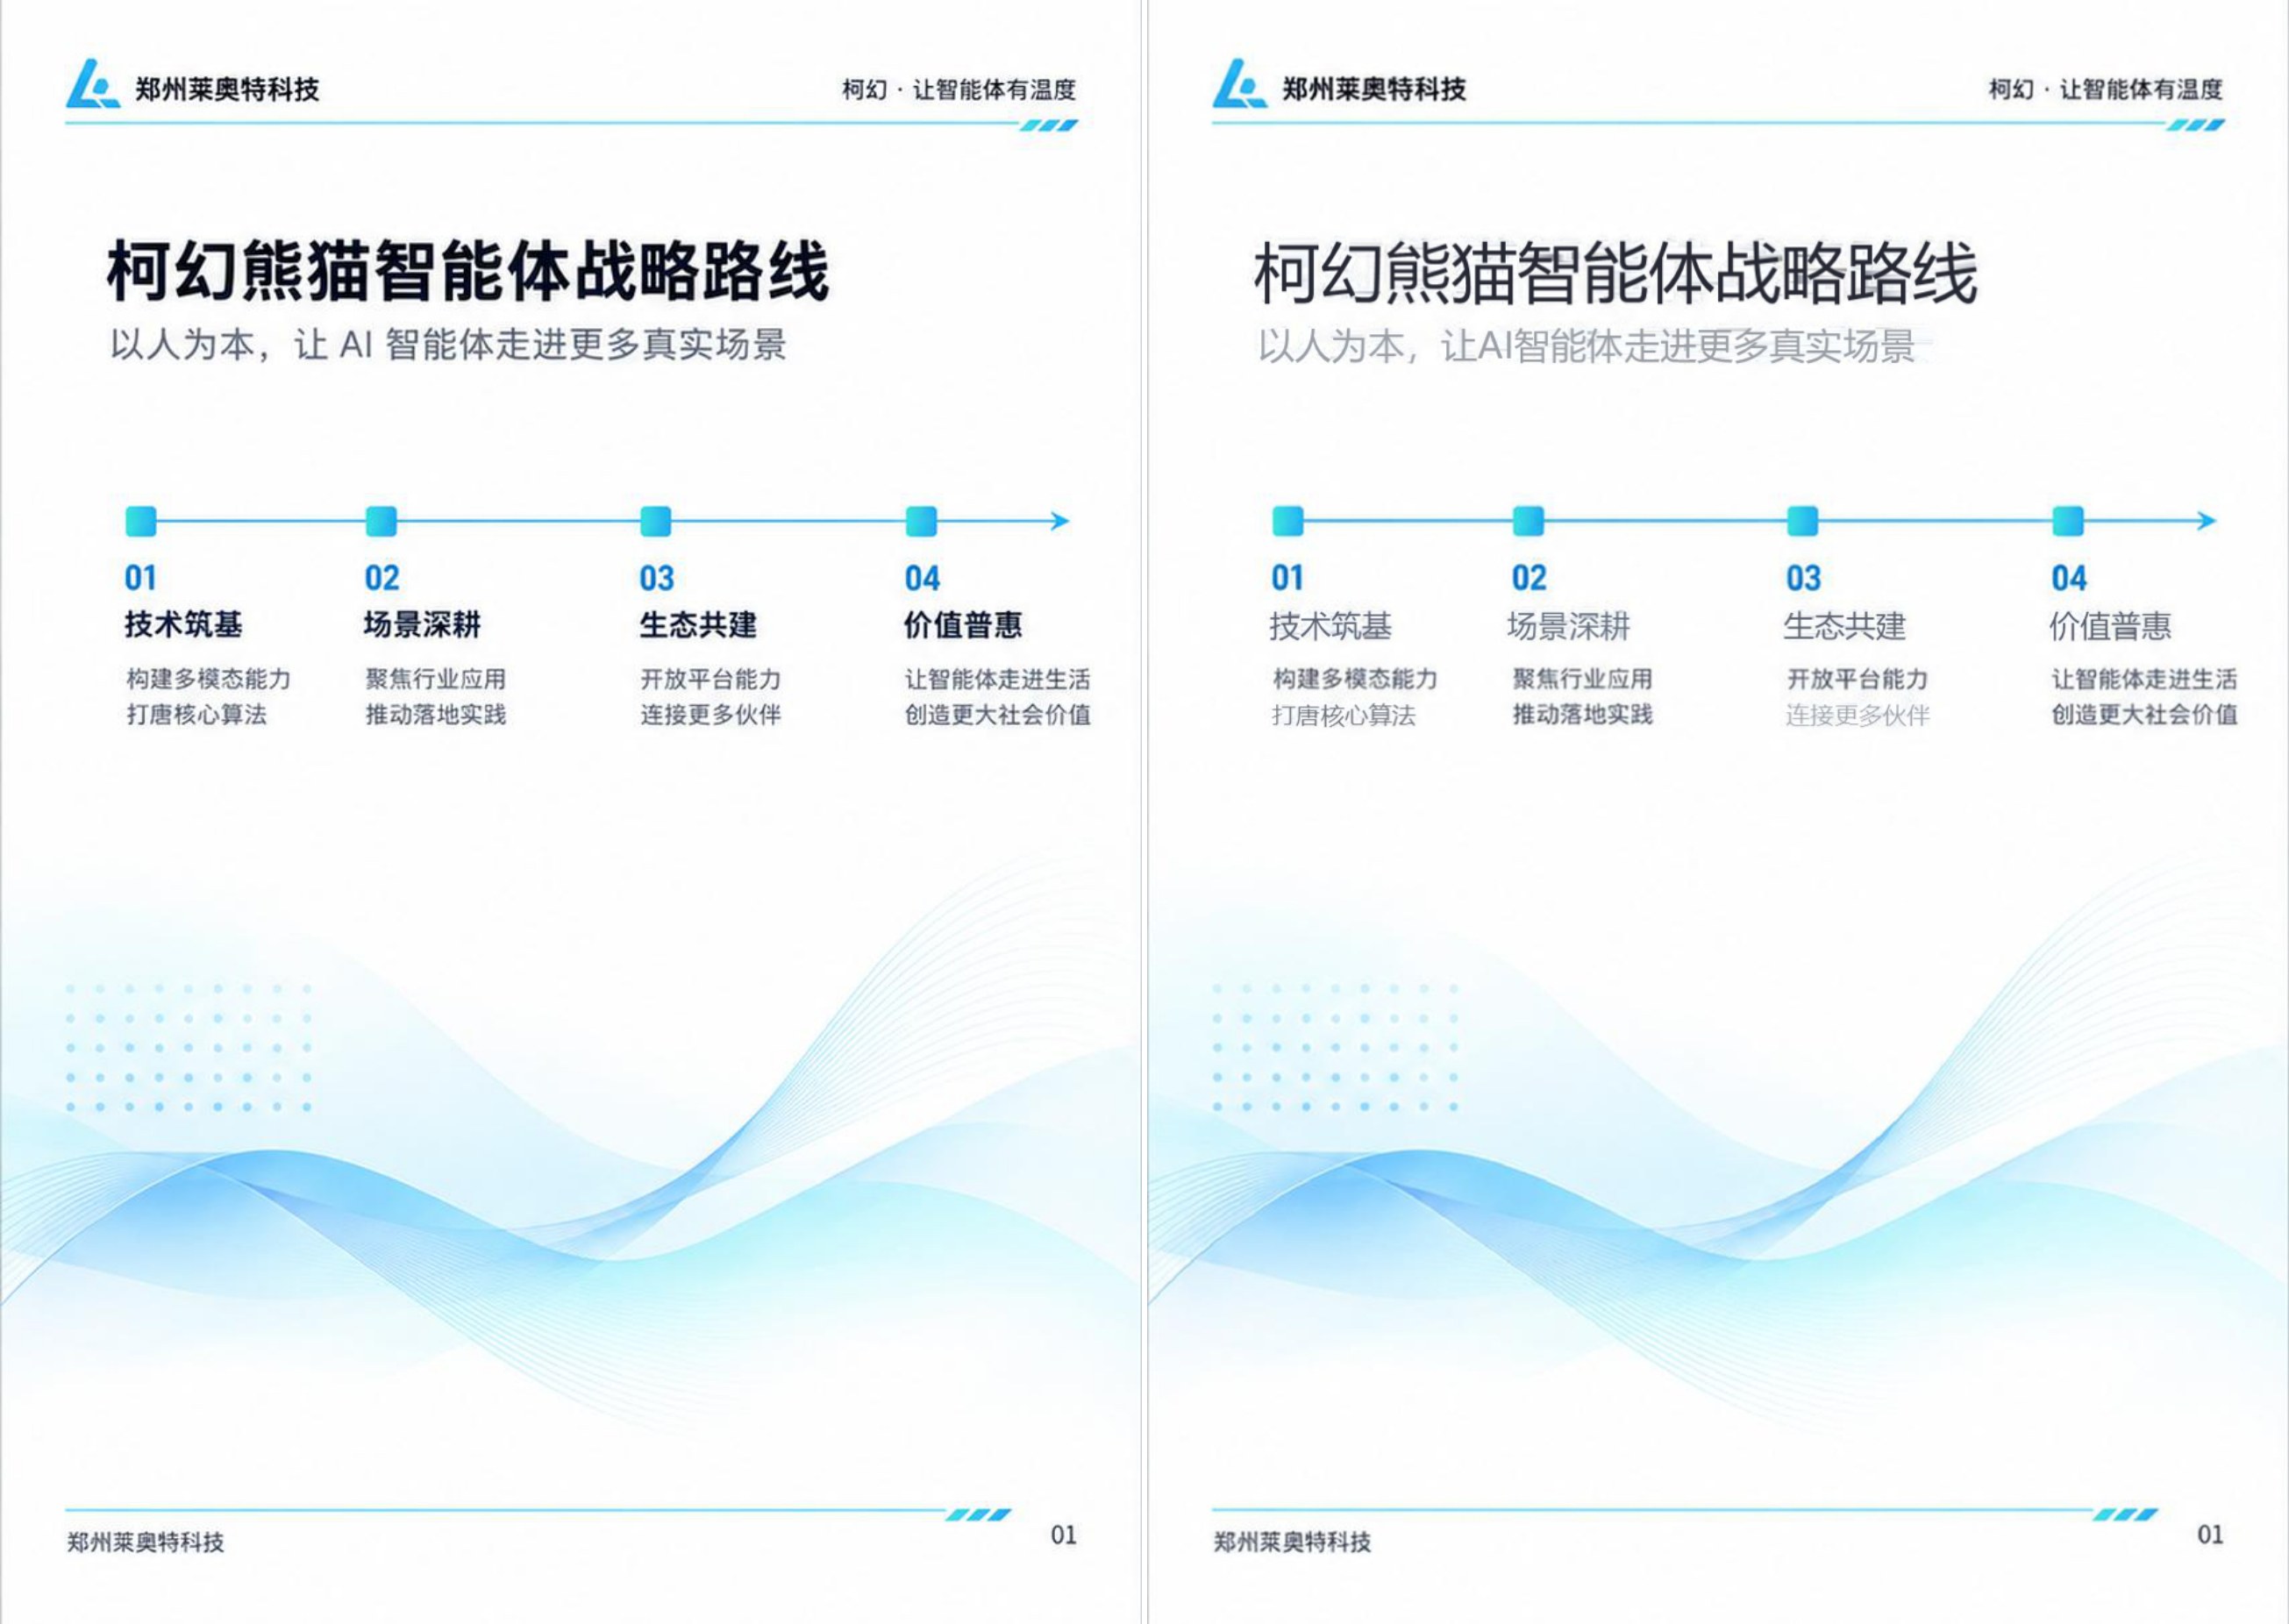 郑州莱奥特科技
柯幻 · 让智能体有温度
柯幻熊猫智能体战略路线
以人为本，让 AI 智能体走进更多真实场景
01
技术筑基
构建多模态能力
打唐核心算法
02
场景深耕
聚焦行业应用
推动落地实践
03
生态共建
开放平台能力
连接更多伙伴
04
价值普惠
让智能体走进生活
创造更大社会价值
郑州莱奥特科技
01
郑州莱奥特科技
柯幻 · 让智能体有温度
柯幻熊猫智能体战略路线
以人为本，让AI智能体走进更多真实场景
01
技术筑基
构建多模态能力
打唐核心算法
02
场景深耕
聚焦行业应用
推动落地实践
03
生态共建
开放平台能力
连接更多伙伴
04
价值普惠
让智能体走进生活
创造更大社会价值
郑州莱奥特科技
01